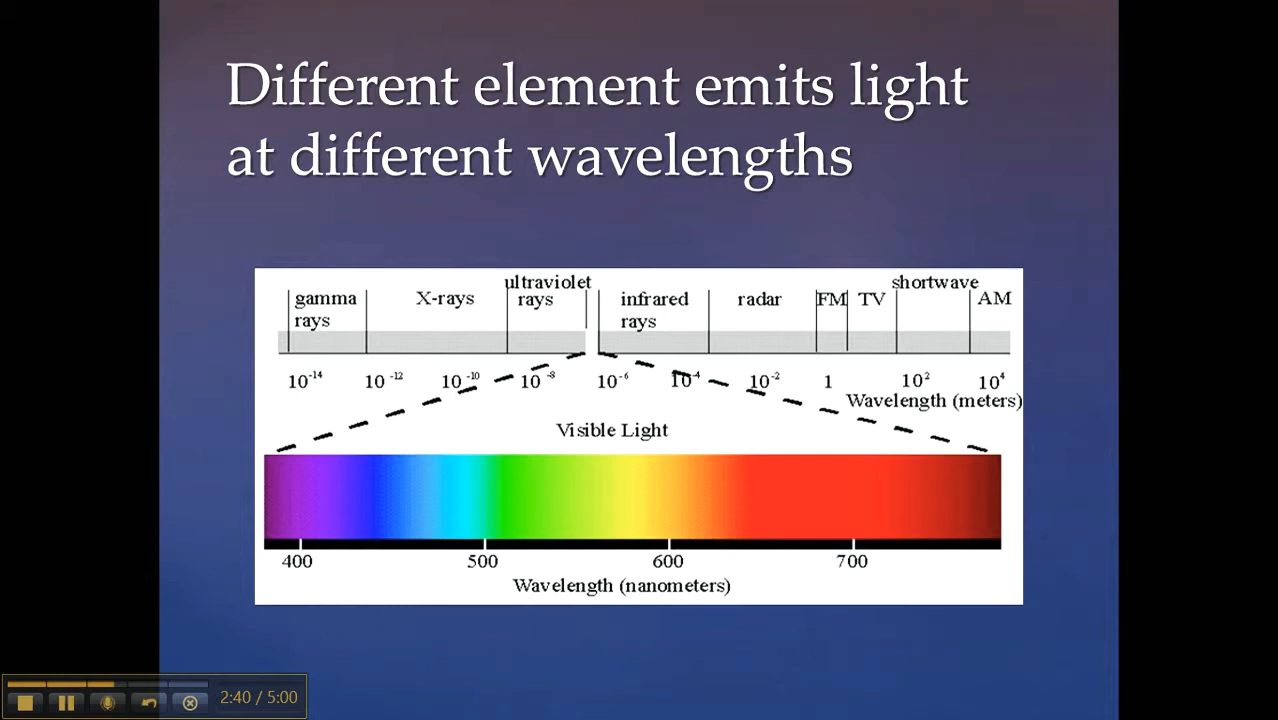 Different element emits light
at different wavelengths
ultraviolet shortwave
gamma X-rays rays infrared radar FM TV AM
rays rays
10⁻¹⁴ 10⁻¹² 10⁻¹⁰ 10⁻⁸ 10⁻⁶ 10⁻⁴ 10⁻² 1 10² 10⁴
Wavelength (meters)
Visible Light
400 500 600 700
Wavelength (nanometers)
2:40 / 5:00